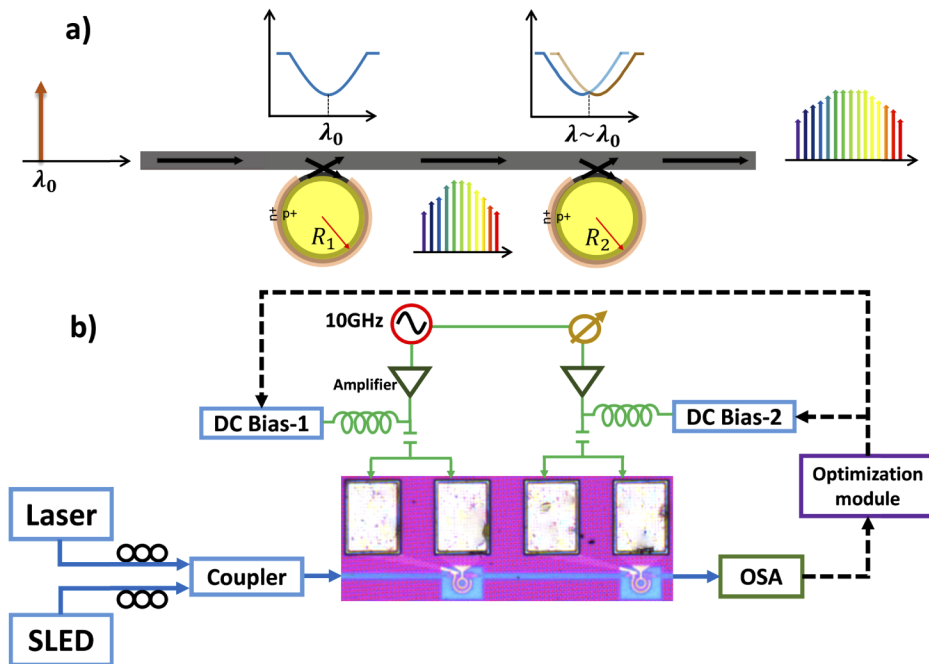 a)
λ₀
λ₀
λ~λ₀
n+ p+
R₁
n+ p+
R₂
b)
10GHz
Amplifier
DC Bias-1
DC Bias-2
Optimization
module
Laser
Coupler
OSA
SLED